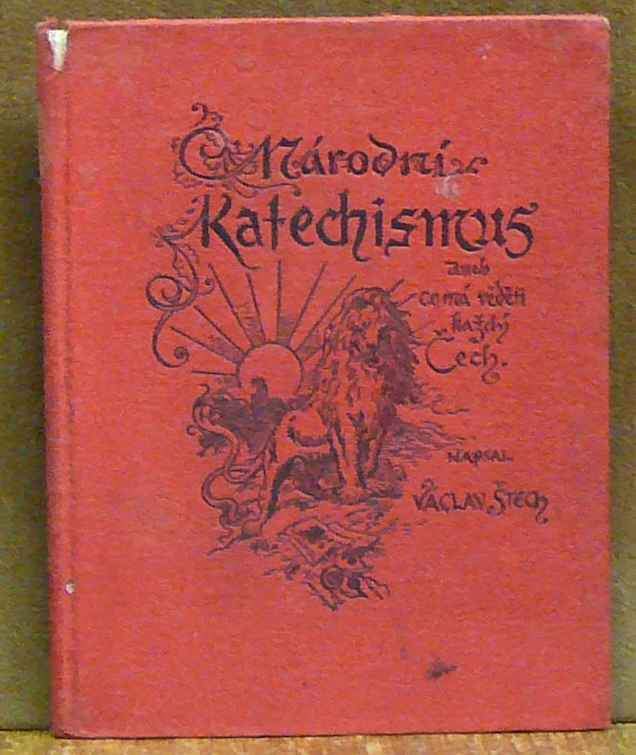 Národní
Katechismus
aneb
co má věděti
každý
Čech.
NAPSAL
VÁCLAV ŠTECH